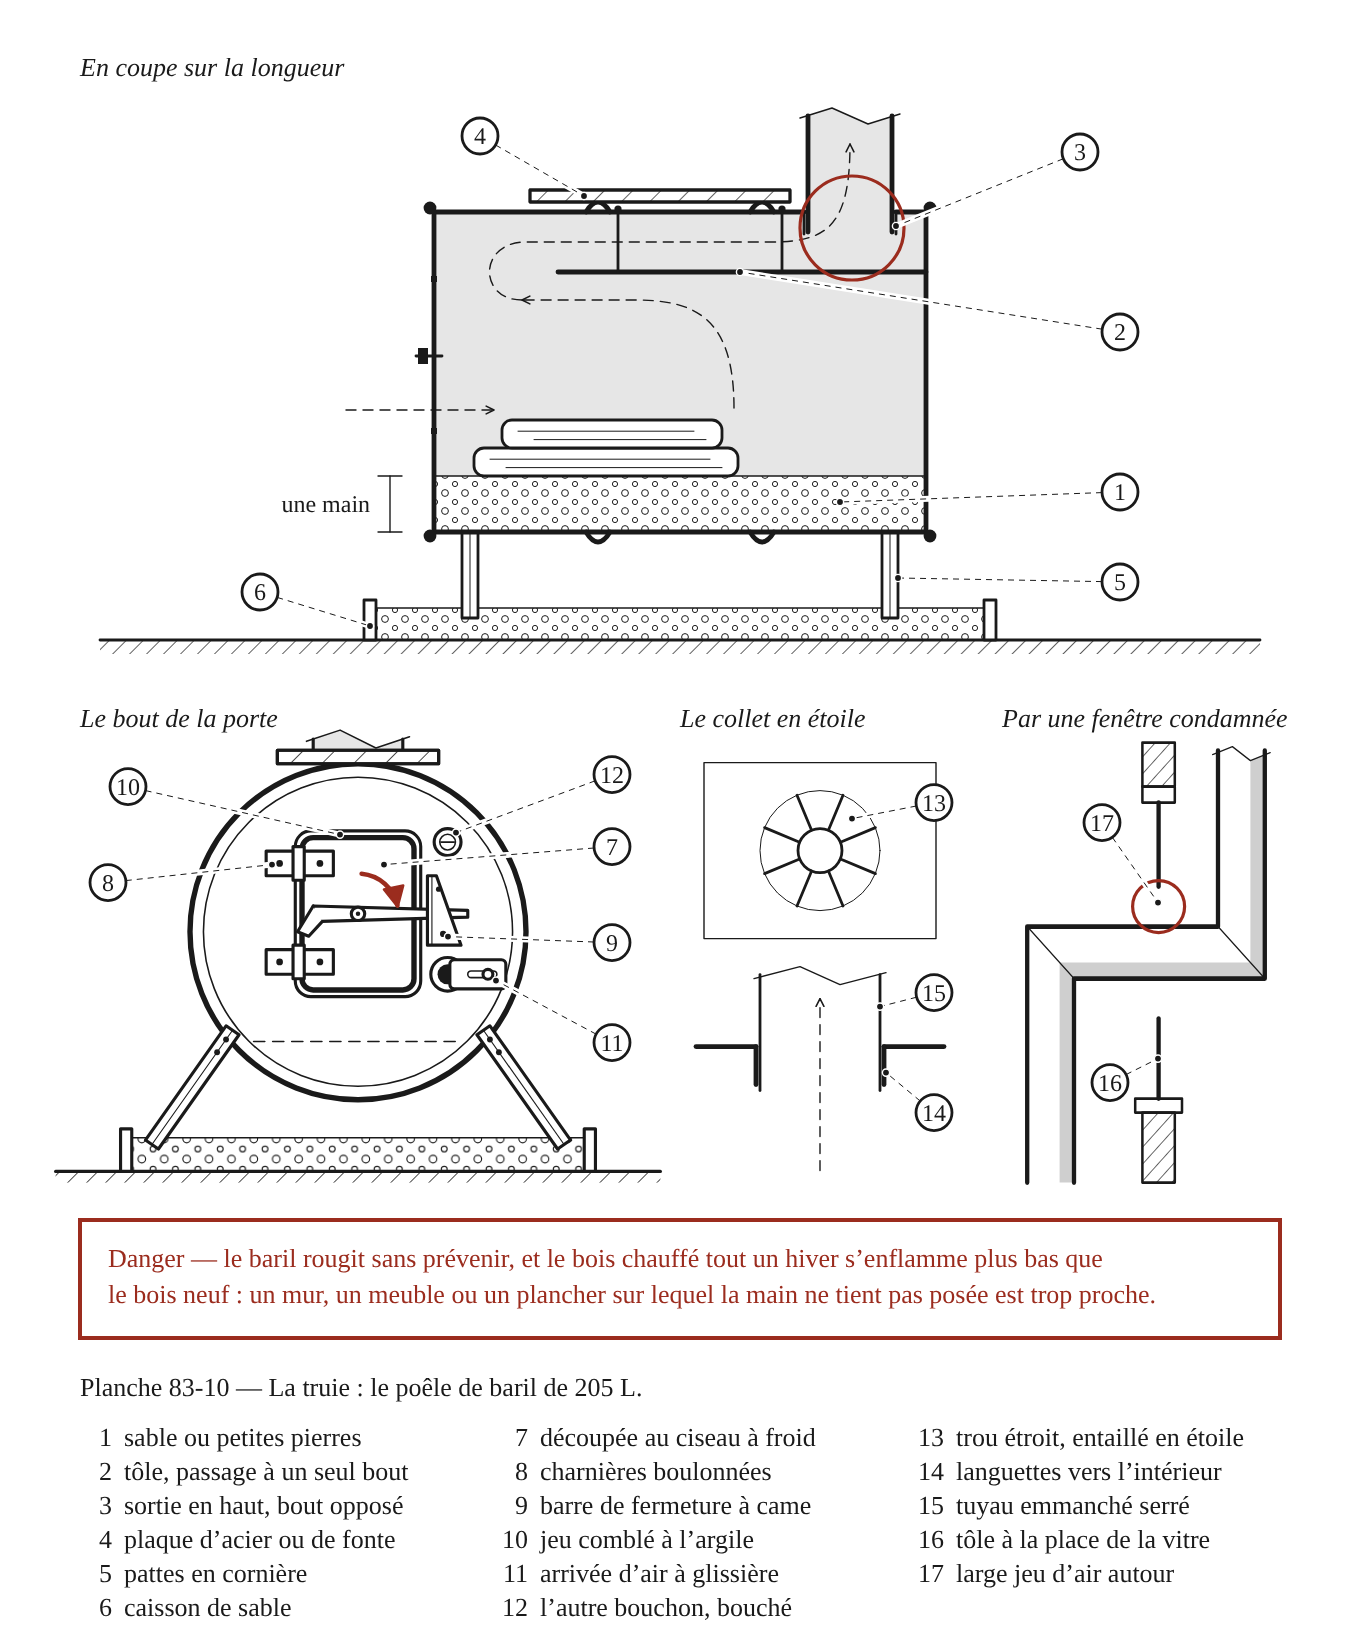 En coupe sur la longueur
4
3
2
une main
1
6
5
Le bout de la porte
Le collet en étoile
Par une fenêtre condamnée
10
12
13
17
7
8
9
15
11
16
14
Danger — le baril rougit sans prévenir, et le bois chauffé tout un hiver s’enflamme plus bas que
le bois neuf : un mur, un meuble ou un plancher sur lequel la main ne tient pas posée est trop proche.
Planche 83-10 — La truie : le poêle de baril de 205 L.
1 sable ou petites pierres
2 tôle, passage à un seul bout
3 sortie en haut, bout opposé
4 plaque d’acier ou de fonte
5 pattes en cornière
6 caisson de sable
7 découpée au ciseau à froid
8 charnières boulonnées
9 barre de fermeture à came
10 jeu comblé à l’argile
11 arrivée d’air à glissière
12 l’autre bouchon, bouché
13 trou étroit, entaillé en étoile
14 languettes vers l’intérieur
15 tuyau emmanché serré
16 tôle à la place de la vitre
17 large jeu d’air autour